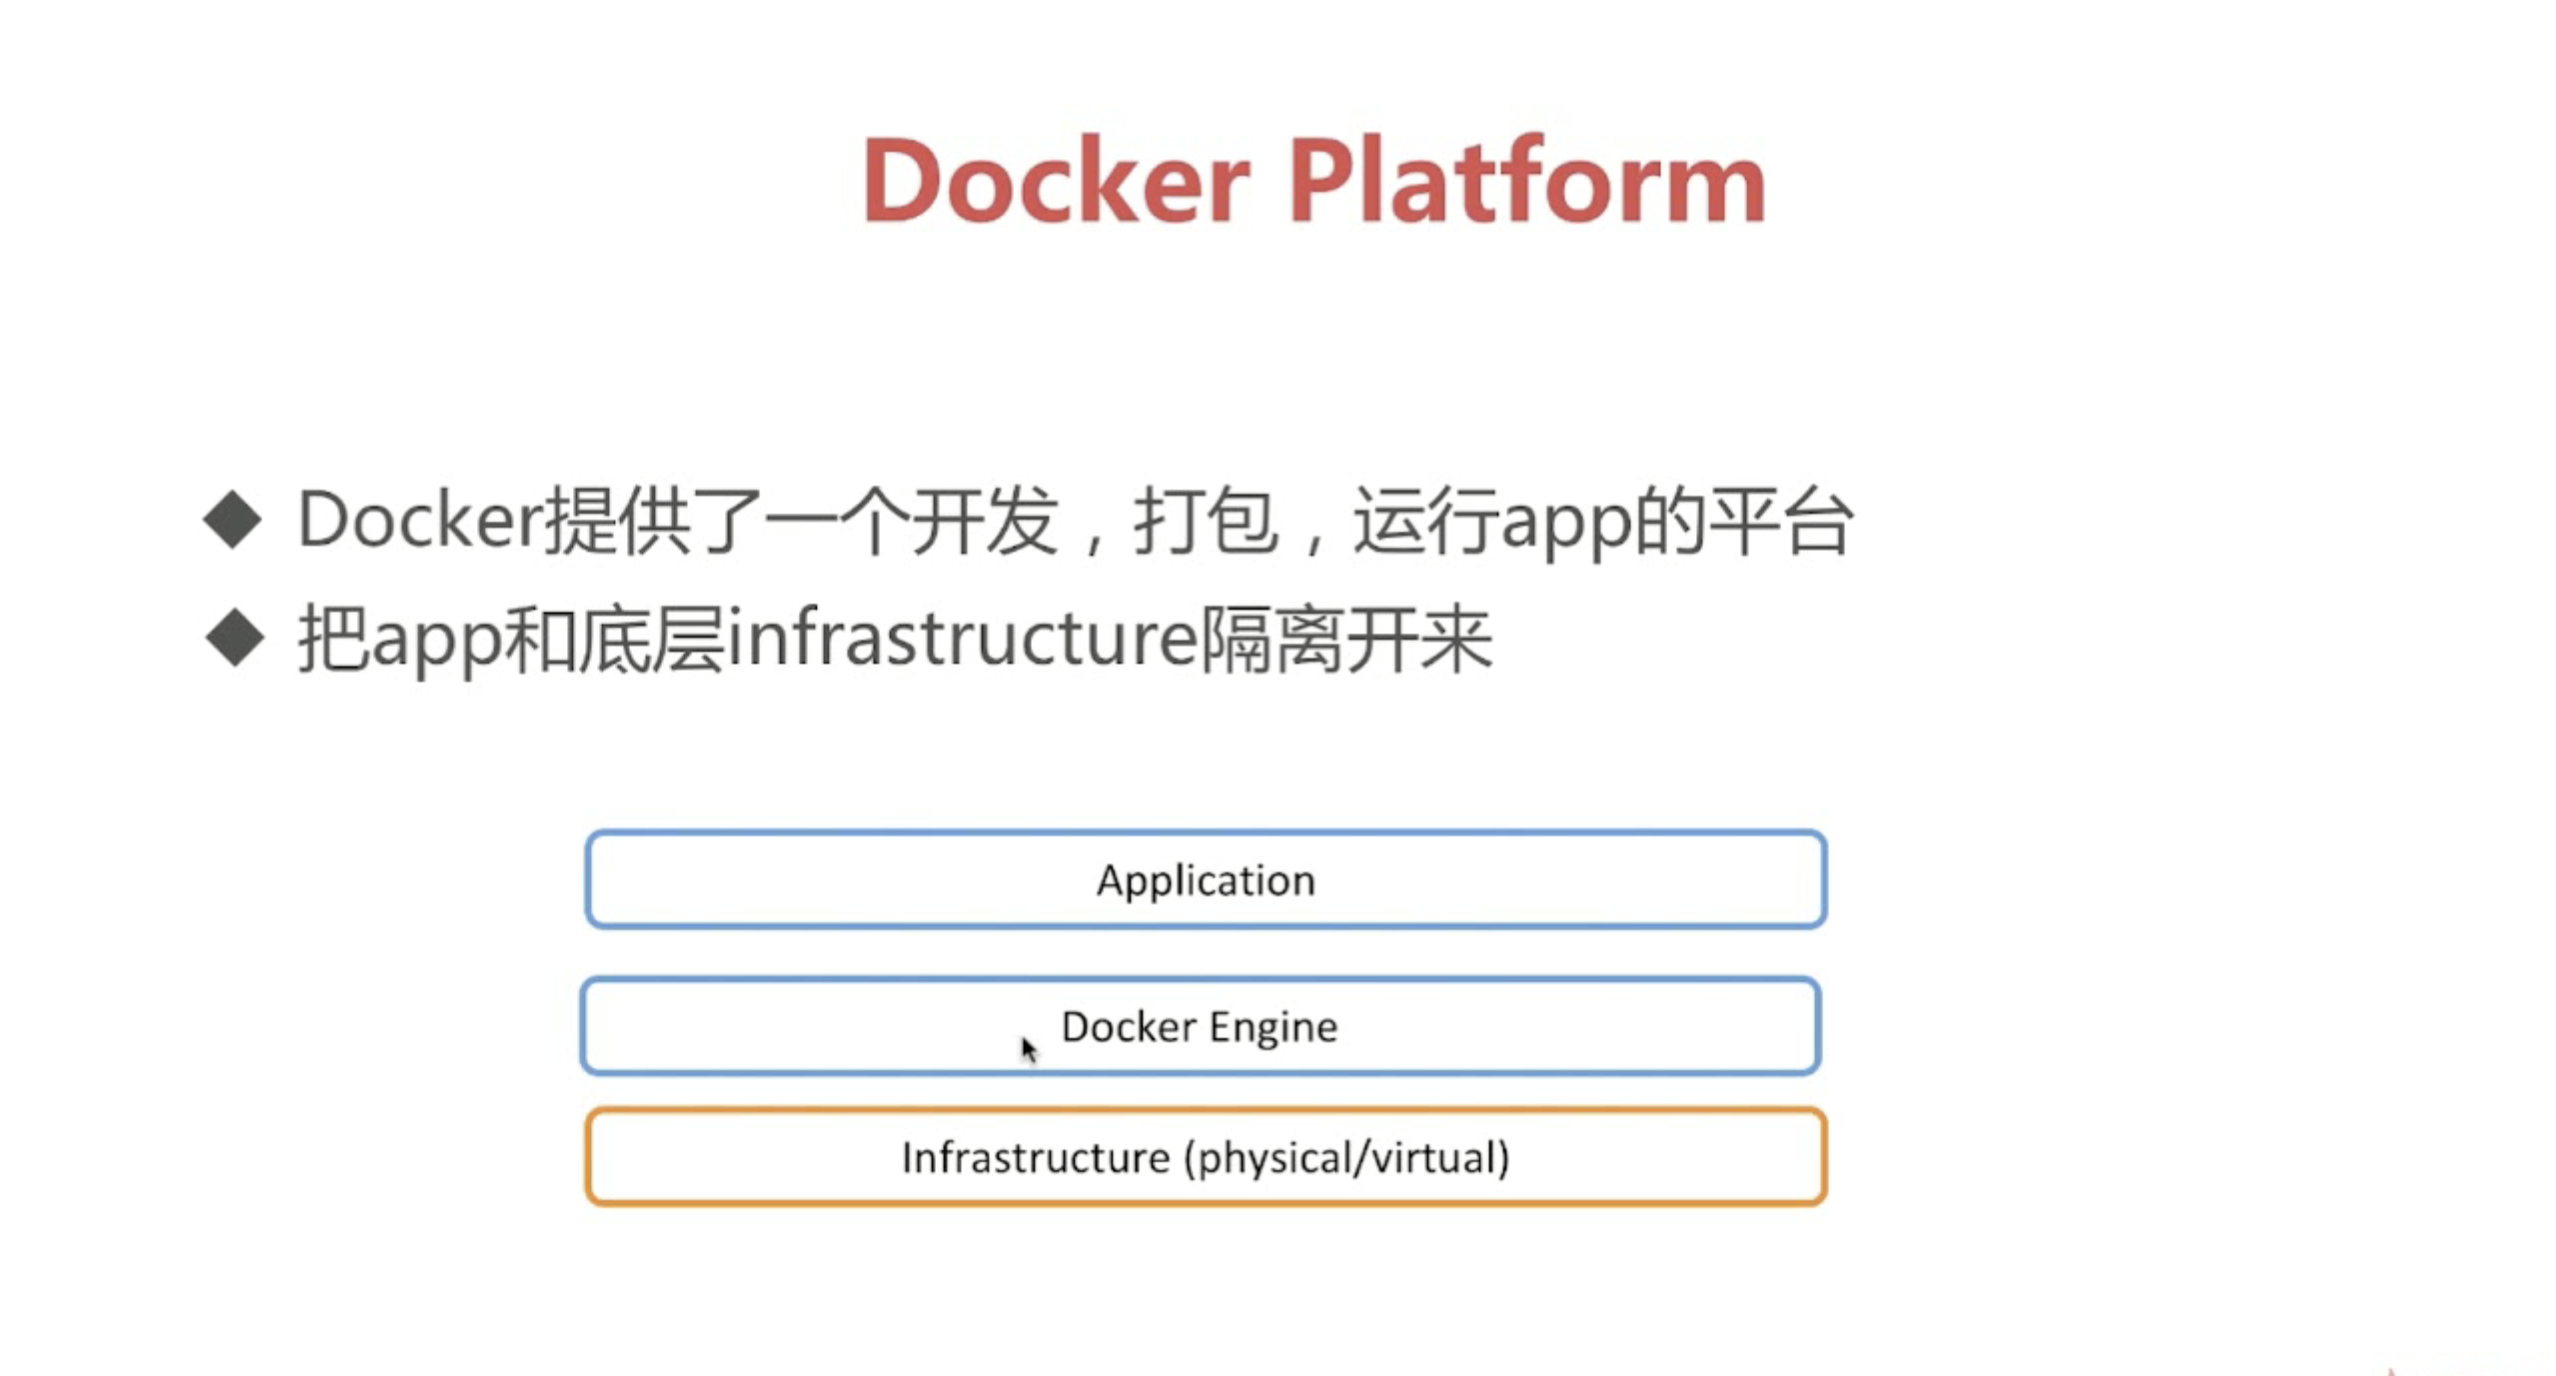 Docker Platform
Docker提供了一个开发，打包，运行app的平台
把app和底层infrastructure隔离开来
Application
Docker Engine
Infrastructure (physical/virtual)